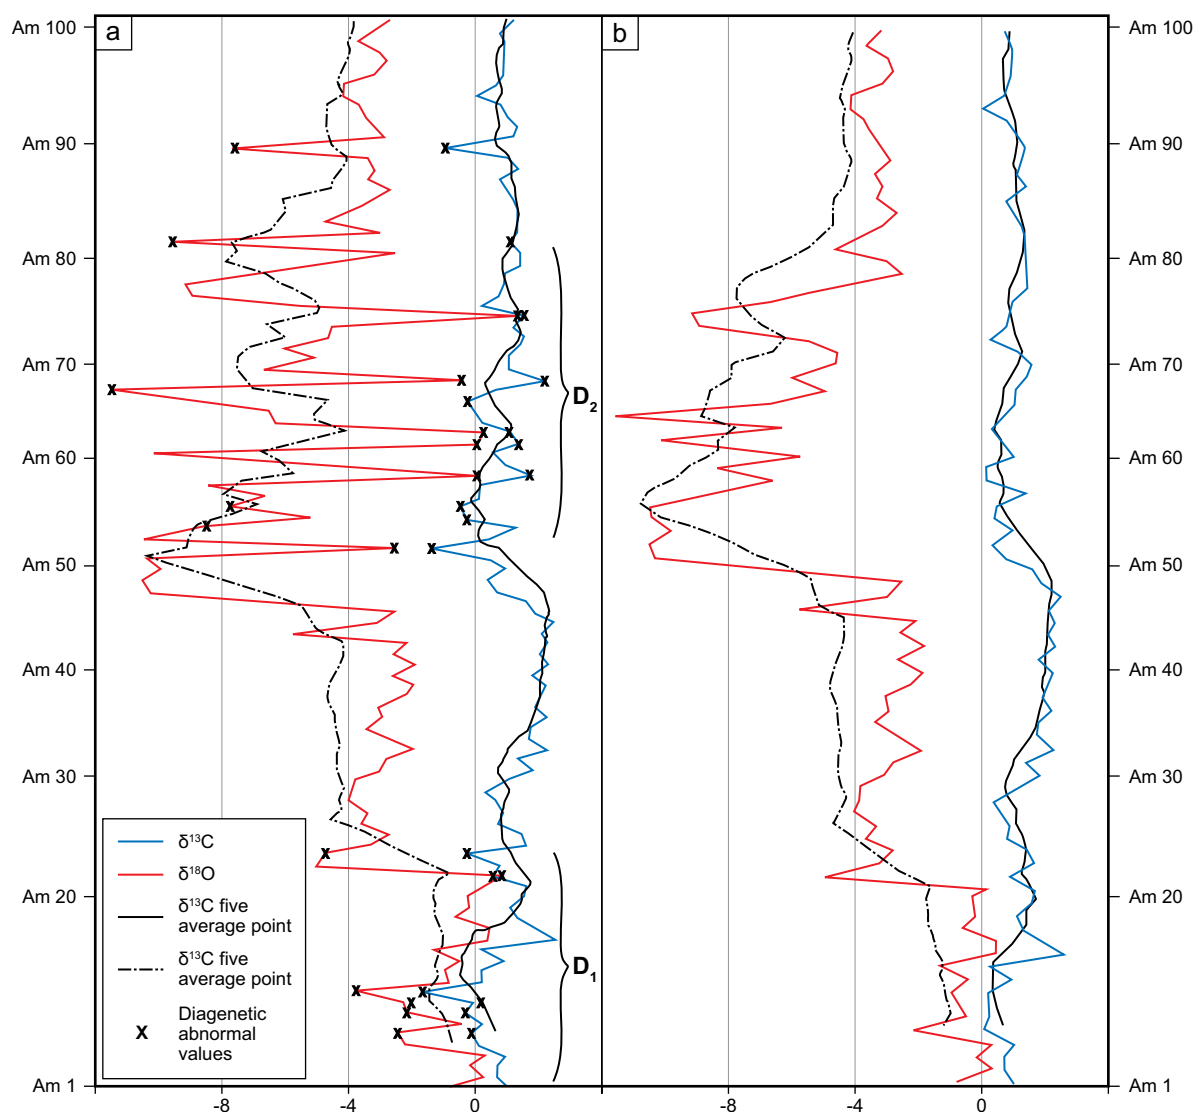 a
b
Am 100
Am 90
Am 80
Am 70
Am 60
Am 50
Am 40
Am 30
Am 20
Am 1
D2
D1
δ13C
δ18O
δ13C five
average point
δ13C five
average point
X
Diagenetic
abnormal
values
-8
-4
0
-8
-4
0
Am 100
Am 90
Am 80
Am 70
Am 60
Am 50
Am 40
Am 30
Am 20
Am 1